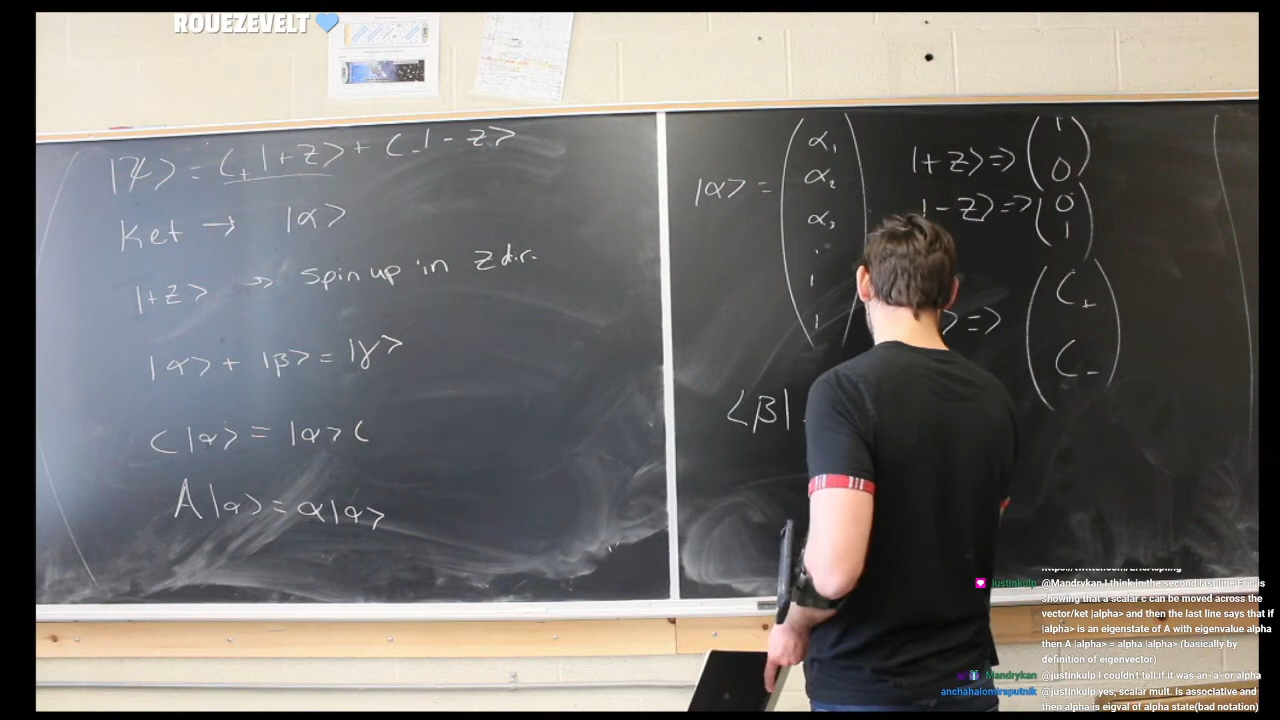 ROUEZEVELT
|ψ⟩ = C₊|+z⟩ + C₋|-z⟩
Ket → |α⟩
|+z⟩ → Spin up in z dir.
|α⟩ + |β⟩ = |γ⟩
C|α⟩ = |α⟩C
A|α⟩ = α|α⟩
|α⟩ =
α₁
α₂
α₃
|+z⟩ ⇒
1
0
|-z⟩ ⇒
0
1
⟩ ⇒
C₊
C₋
⟨β|
justinkulp @Mandrykan I think in the second last line Eric is
showing that a scalar c can be moved across the
vector/ket |alpha> and then the last line says that if
|alpha> is an eigenstate of A with eigenvalue alpha
then A |alpha> = alpha |alpha> (basically by
definition of eigenvector)
Mandrykan @justinkulp I couldnt tell if it was an "a" or alpha
anchahalomirsputnik @justinkulp yes, scalar mult. is associative and
then alpha is eigval of alpha state(bad notation)